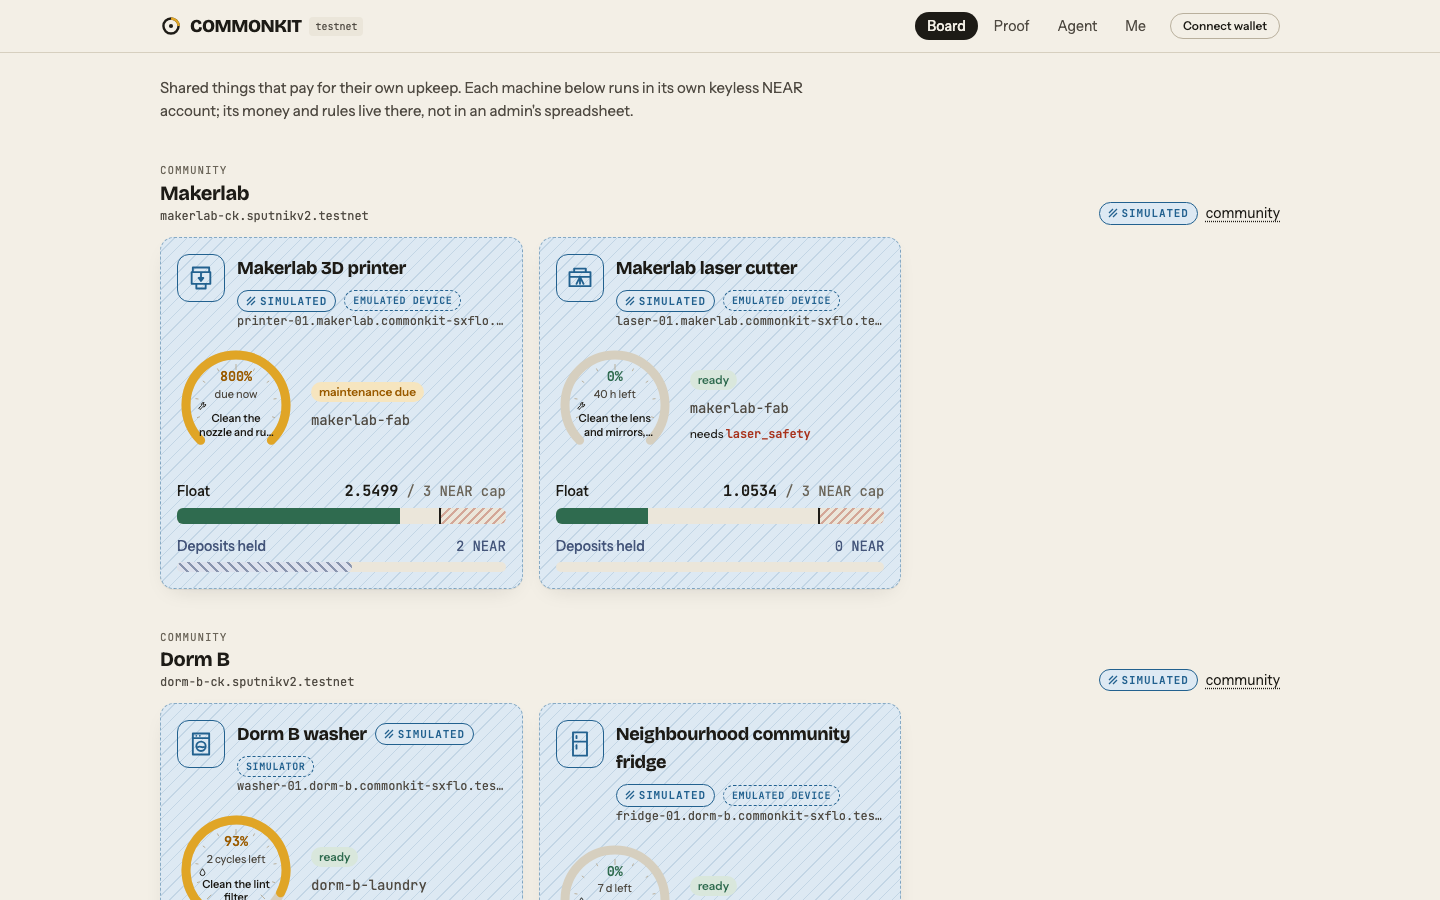 COMMONKIT testnet
Board Proof Agent Me Connect wallet
Shared things that pay for their own upkeep. Each machine below runs in its own keyless NEAR
account; its money and rules live there, not in an admin's spreadsheet.
COMMUNITY
Makerlab
makerlab-ck.sputnikv2.testnet
SIMULATED community
Makerlab 3D printer
SIMULATED EMULATED DEVICE
printer-01.makerlab.commonkit-sxflo.…
800%
due now
Clean the
nozzle and ru…
maintenance due
makerlab-fab
Float 2.5499 / 3 NEAR cap
Deposits held 2 NEAR
Makerlab laser cutter
SIMULATED EMULATED DEVICE
laser-01.makerlab.commonkit-sxflo.te…
0%
40 h left
Clean the lens
and mirrors,…
ready
makerlab-fab
needs laser_safety
Float 1.0534 / 3 NEAR cap
Deposits held 0 NEAR
COMMUNITY
Dorm B
dorm-b-ck.sputnikv2.testnet
SIMULATED community
Dorm B washer SIMULATED
SIMULATOR
washer-01.dorm-b.commonkit-sxflo.tes…
93%
2 cycles left
Clean the lint
filter
ready
dorm-b-laundry
Neighbourhood community
fridge
SIMULATED EMULATED DEVICE
fridge-01.dorm-b.commonkit-sxflo.tes…
0%
7 d left
ready